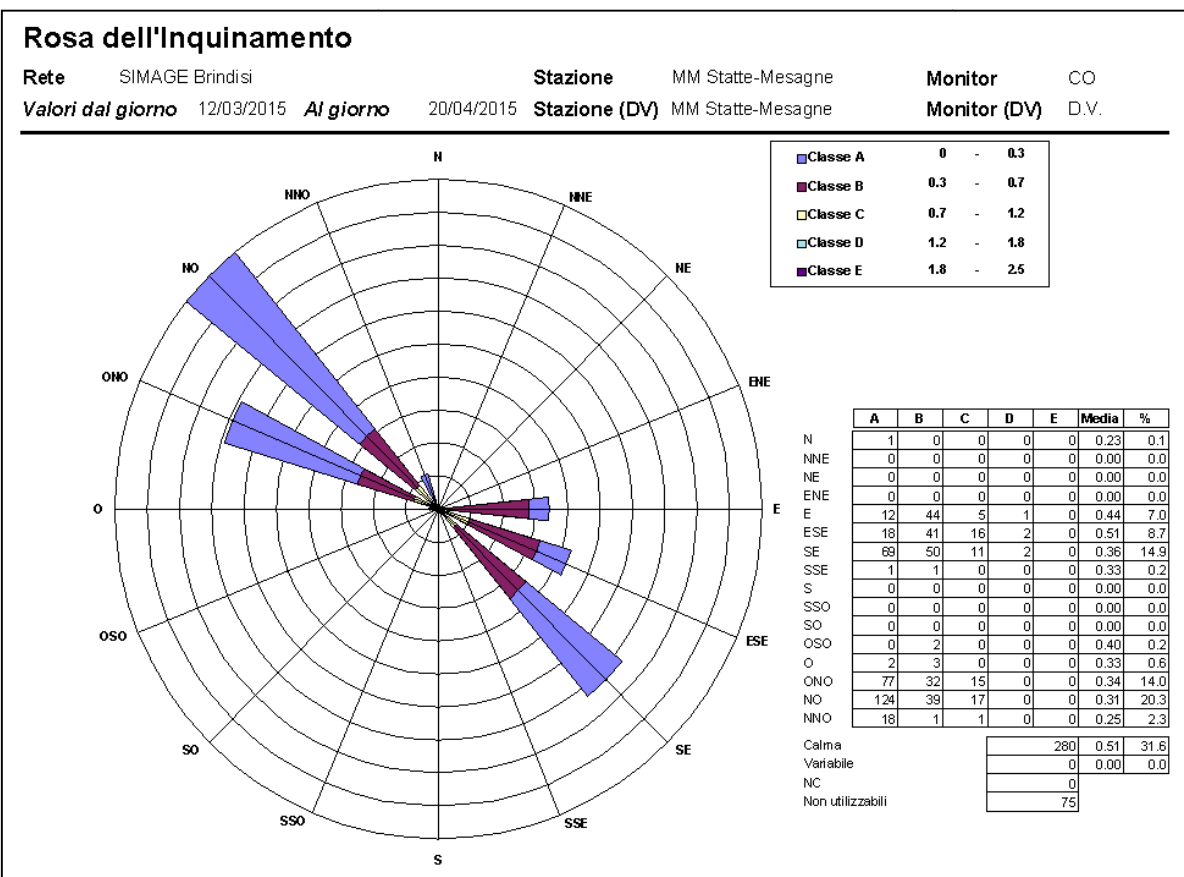 Rosa dell'Inquinamento
Rete SIMAGE Brindisi Stazione MM Statte-Mesagne Monitor CO
Valori dal giorno 12/03/2015 Al giorno 20/04/2015 Stazione (DV) MM Statte-Mesagne Monitor (DV) D.V.
Classe A 0 - 0.3
Classe B 0.3 - 0.7
Classe C 0.7 - 1.2
Classe D 1.2 - 1.8
Classe E 1.8 - 2.5
N
NNO NNE
NO NE
ONO ENE
O E
OSO ESE
SO SE
SSO SSE
S
A B C D E Media %
N 1 0 0 0 0 0.23 0.1
NNE 0 0 0 0 0 0.00 0.0
NE 0 0 0 0 0 0.00 0.0
ENE 0 0 0 0 0 0.00 0.0
E 12 44 5 1 0 0.44 7.0
ESE 18 41 16 2 0 0.51 8.7
SE 69 50 11 2 0 0.36 14.9
SSE 1 1 0 0 0 0.33 0.2
S 0 0 0 0 0 0.00 0.0
SSO 0 0 0 0 0 0.00 0.0
SO 0 0 0 0 0 0.00 0.0
OSO 0 2 0 0 0 0.40 0.2
O 2 3 0 0 0 0.33 0.6
ONO 77 32 15 0 0 0.34 14.0
NO 124 39 17 0 0 0.31 20.3
NNO 18 1 1 0 0 0.25 2.3
Calma 280 0.51 31.6
Variabile 0 0.00 0.0
NC 0
Non utilizzabili 75